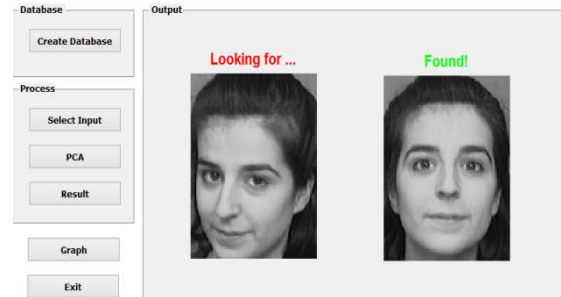 Database
Create Database
Process
Select Input
PCA
Result
Graph
Exit
Output
Looking for ...
Found!